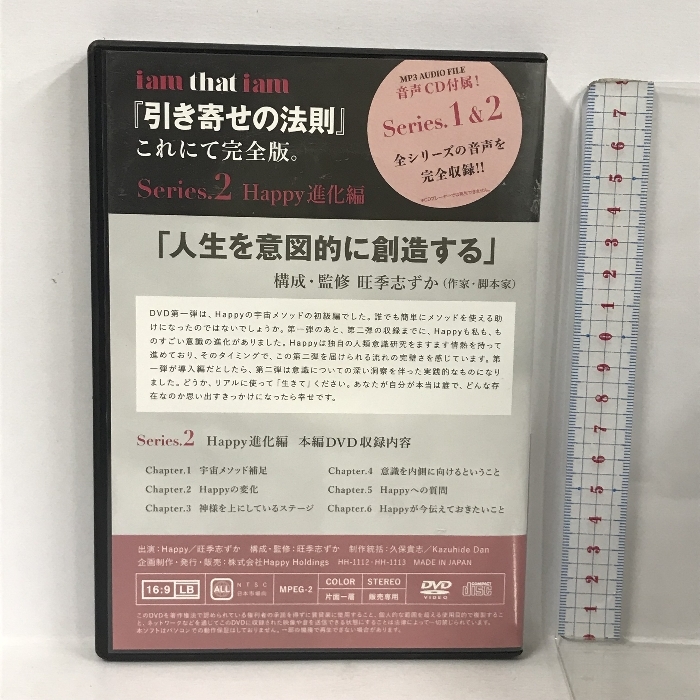 iam that iam
『引き寄せの法則』
これにて完全版。
Series.2 Happy進化編
MP3 AUDIO FILE
音声CD付属！
Series. 1 & 2
全シリーズの音声を
完全収録!!
「人生を意図的に創造する」
構成・監修 旺季志ずか（作家・脚本家）
DVD第一弾は、Happyの宇宙メソッドの初級編でした。誰でも簡単にメソッドを使える助
けになったのではないでしょうか。第一弾のあと、第二弾の収録までに、Happyも私も、も
のすごい意識の進化がありました。Happyは独自の人類意識研究をますます情熱を持って
進めており、そのタイミングで、この第二弾を届けられる流れの完璧さを感じています。第
一弾が導入編だとしたら、第二弾は意識についての深い洞察を伴った実践的なものになり
ました。どうか、リアルに使って「生きて」ください。あなたが自分が本当は誰で、どんな存
在なのか思い出すきっかけになったら幸せです。
Series.2 Happy進化編 本編DVD収録内容
Chapter.1 宇宙メソッド補足
Chapter.2 Happyの変化
Chapter.3 神様を上にしているステージ
Chapter.4 意識を内側に向けるということ
Chapter.5 Happyへの質問
Chapter.6 Happyが今伝えておきたいこと
出演：Happy／旺季志ずか 構成・監修：旺季志ずか 制作統括：久保貴志／Kazuhide Dan
企画制作・発行・販売：株式会社Happy Holdings HH-1112・HH-1113 MADE IN JAPAN
16:9 LB
ALL
NTSC
日本市場向
MPEG-2
COLOR
片面一層
STEREO
販売専用
DVD
VIDEO
COMPACT
disc
7
6
5
4
3
2
1
0
9
8
7
6
5
4
3
2
1